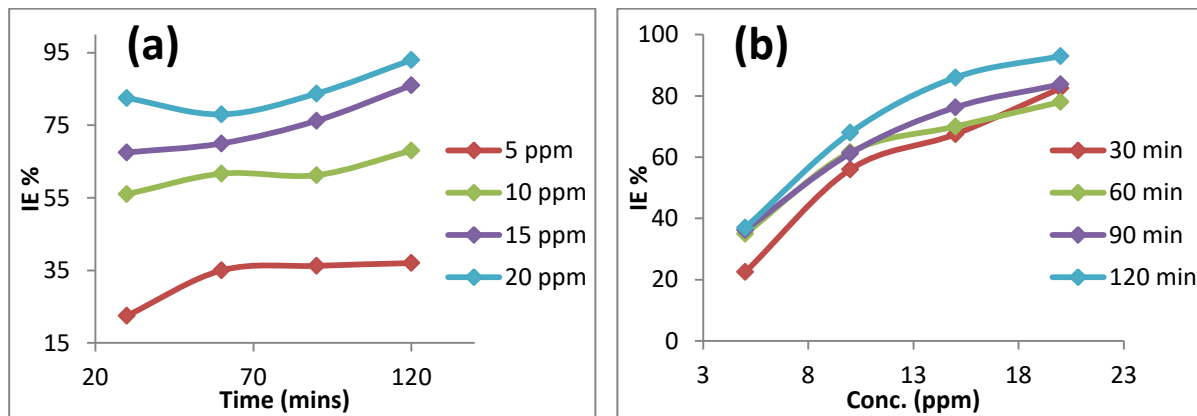 (a)
95
75
55
35
15
IE %
20
70
120
Time (mins)
5 ppm
10 ppm
15 ppm
20 ppm
(b)
100
80
60
40
20
0
IE %
3
8
13
18
23
Conc. (ppm)
30 min
60 min
90 min
120 min